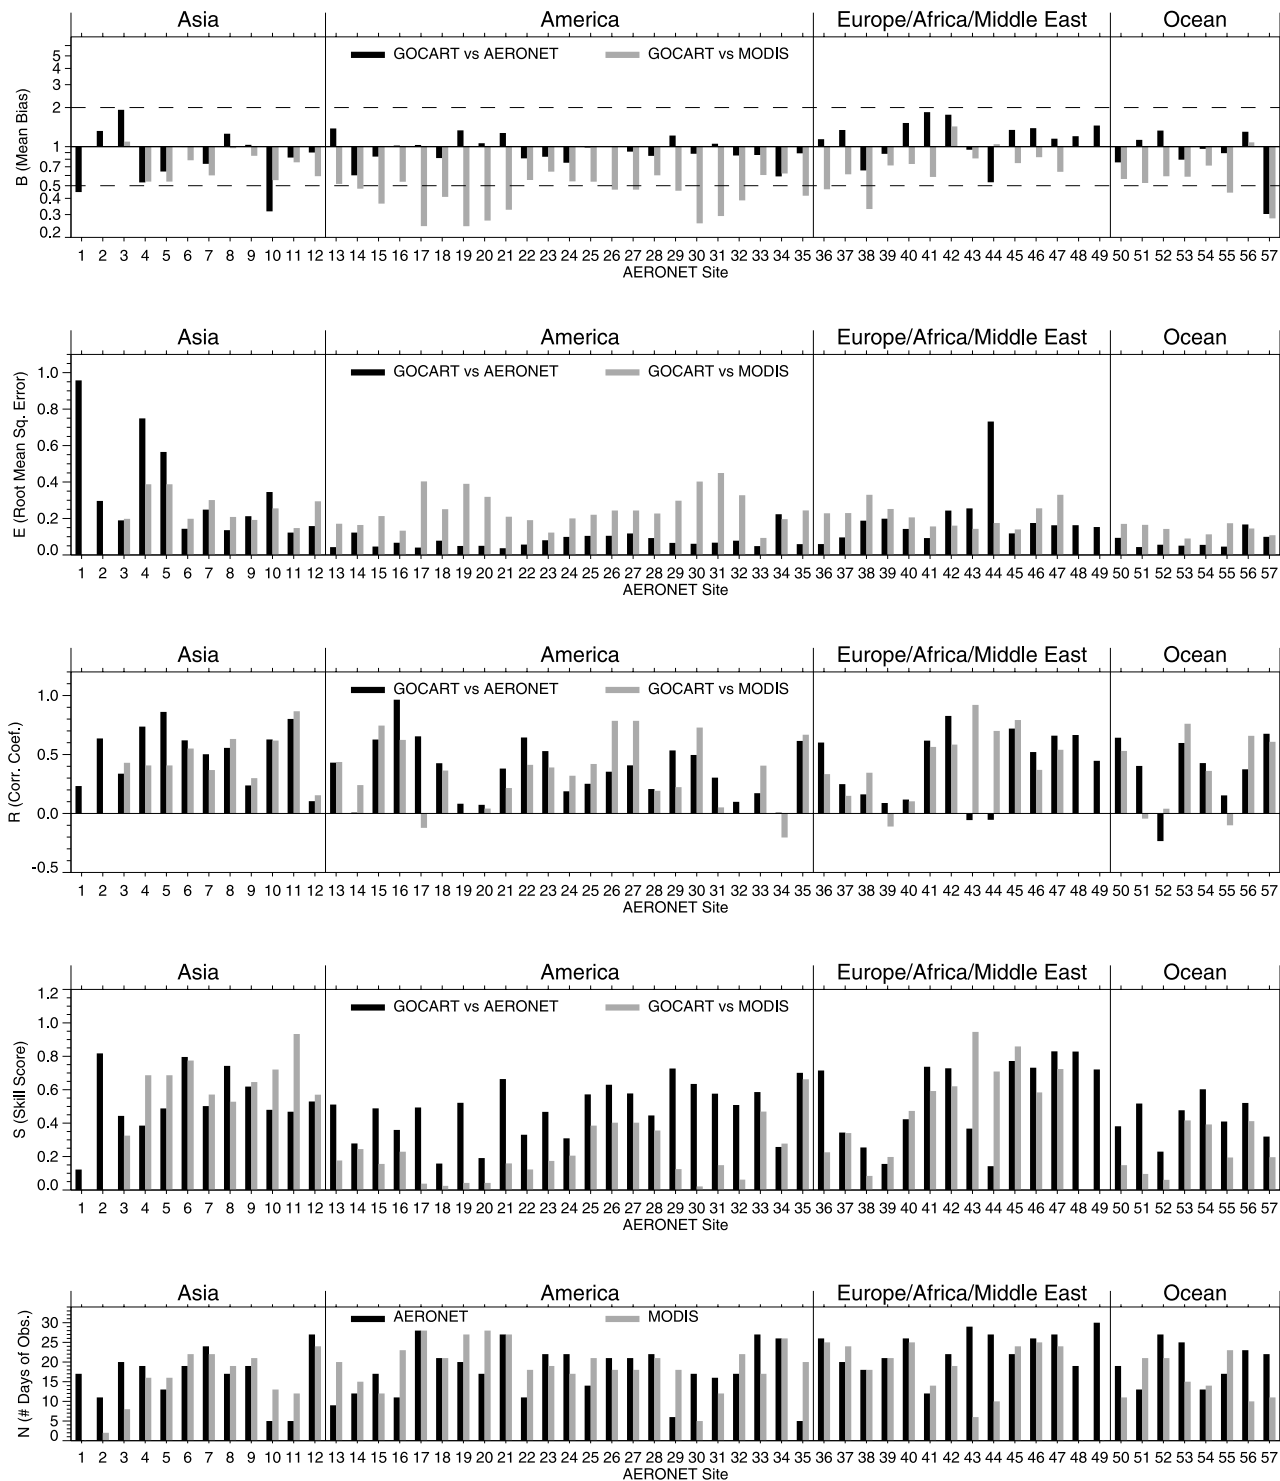 Asia America Europe/Africa/Middle East Ocean
GOCART vs AERONET GOCART vs MODIS
B (Mean Bias)
5
4
3
2
1
0.7
0.5
0.4
0.3
0.2
1 2 3 4 5 6 7 8 9 10 11 12 13 14 15 16 17 18 19 20 21 22 23 24 25 26 27 28 29 30 31 32 33 34 35 36 37 38 39 40 41 42 43 44 45 46 47 48 49 50 51 52 53 54 55 56 57
AERONET Site
Asia America Europe/Africa/Middle East Ocean
GOCART vs AERONET GOCART vs MODIS
E (Root Mean Sq. Error)
1.0
0.8
0.6
0.4
0.2
0.0
1 2 3 4 5 6 7 8 9 10 11 12 13 14 15 16 17 18 19 20 21 22 23 24 25 26 27 28 29 30 31 32 33 34 35 36 37 38 39 40 41 42 43 44 45 46 47 48 49 50 51 52 53 54 55 56 57
AERONET Site
Asia America Europe/Africa/Middle East Ocean
GOCART vs AERONET GOCART vs MODIS
R (Corr. Coef.)
1.0
0.5
0.0
-0.5
1 2 3 4 5 6 7 8 9 10 11 12 13 14 15 16 17 18 19 20 21 22 23 24 25 26 27 28 29 30 31 32 33 34 35 36 37 38 39 40 41 42 43 44 45 46 47 48 49 50 51 52 53 54 55 56 57
AERONET Site
Asia America Europe/Africa/Middle East Ocean
GOCART vs AERONET GOCART vs MODIS
S (Skill Score)
1.2
1.0
0.8
0.6
0.4
0.2
0.0
1 2 3 4 5 6 7 8 9 10 11 12 13 14 15 16 17 18 19 20 21 22 23 24 25 26 27 28 29 30 31 32 33 34 35 36 37 38 39 40 41 42 43 44 45 46 47 48 49 50 51 52 53 54 55 56 57
AERONET Site
Asia America Europe/Africa/Middle East Ocean
AERONET MODIS
N (# Days of Obs.)
30
25
20
15
10
5
0
1 2 3 4 5 6 7 8 9 10 11 12 13 14 15 16 17 18 19 20 21 22 23 24 25 26 27 28 29 30 31 32 33 34 35 36 37 38 39 40 41 42 43 44 45 46 47 48 49 50 51 52 53 54 55 56 57
AERONET Site